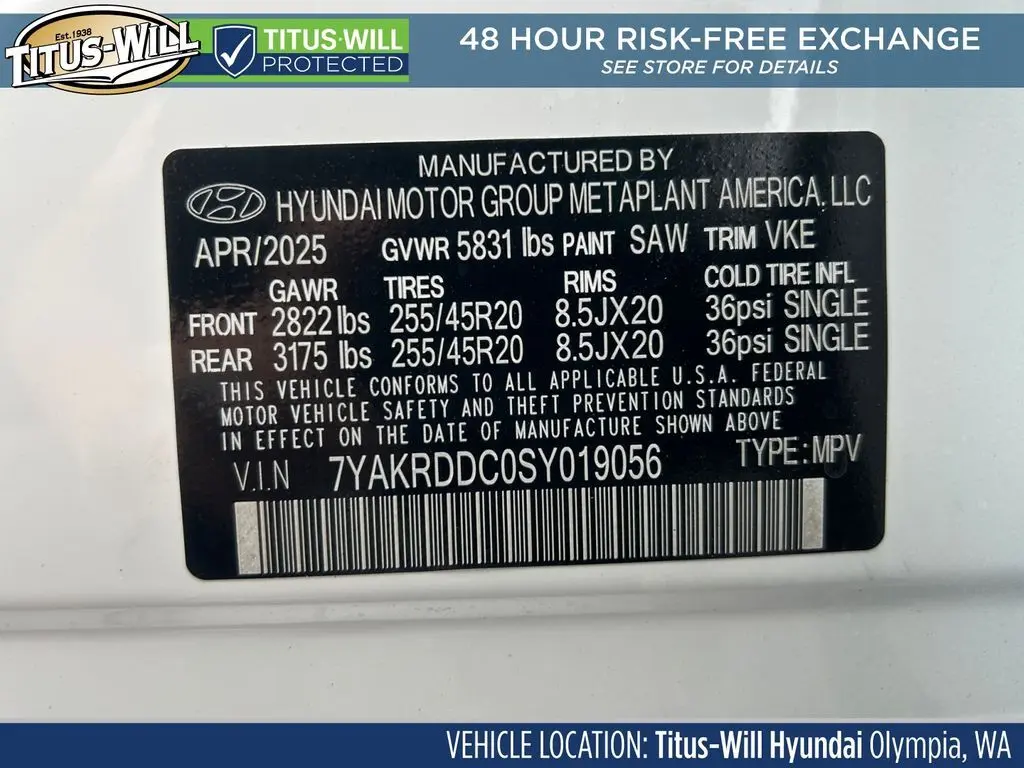 Est. 1938
TITUS-WILL
TITUS-WILL
PROTECTED
48 HOUR RISK-FREE EXCHANGE
SEE STORE FOR DETAILS
MANUFACTURED BY
HYUNDAI MOTOR GROUP METAPLANT AMERICA, LLC
APR/2025 GVWR 5831 lbs PAINT SAW TRIM VKE
GAWR TIRES RIMS COLD TIRE INFL
FRONT 2822 lbs 255/45R20 8.5JX20 36psi SINGLE
REAR 3175 lbs 255/45R20 8.5JX20 36psi SINGLE
THIS VEHICLE CONFORMS TO ALL APPLICABLE U.S.A. FEDERAL
MOTOR VEHICLE SAFETY AND THEFT PREVENTION STANDARDS
IN EFFECT ON THE DATE OF MANUFACTURE SHOWN ABOVE
V.I.N 7YAKRDDC0SY019056 TYPE: MPV
VEHICLE LOCATION: Titus-Will Hyundai Olympia, WA